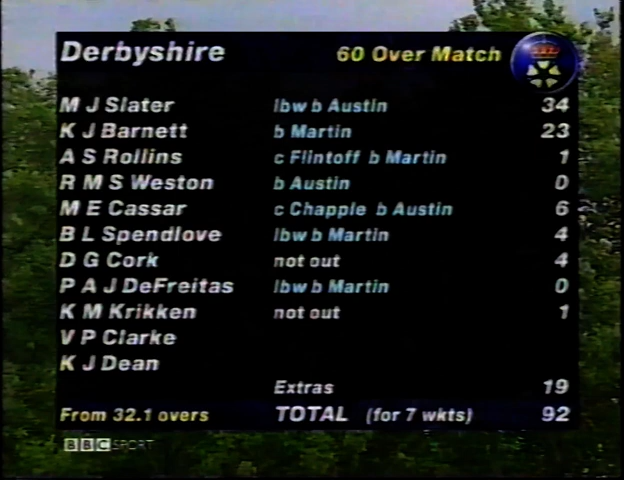 Derbyshire 60 Over Match
M J Slater lbw b Austin 34
K J Barnett b Martin 23
A S Rollins c Flintoff b Martin 1
R M S Weston b Austin 0
M E Cassar c Chapple b Austin 6
B L Spendlove lbw b Martin 4
D G Cork not out 4
P A J DeFreitas lbw b Martin 0
K M Krikken not out 1
V P Clarke
K J Dean
Extras 19
From 32.1 overs TOTAL (for 7 wkts) 92
BBC SPORT